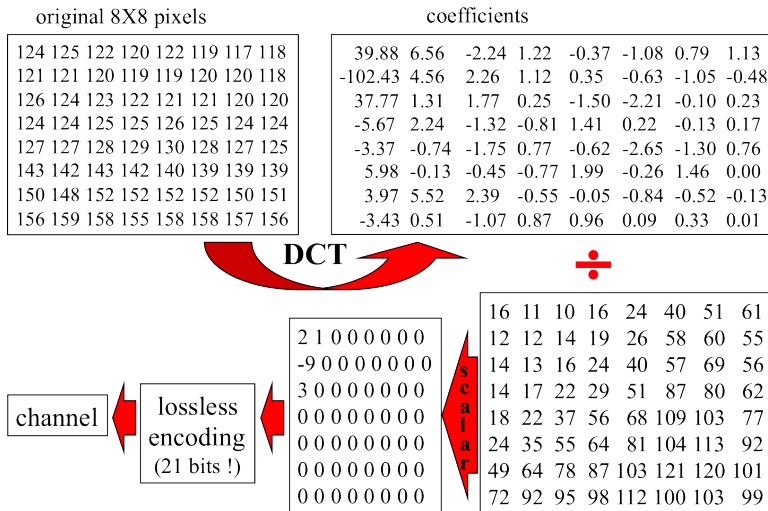 original 8X8 pixels
124 125 122 120 122 119 117 118
121 121 120 119 119 120 120 118
126 124 123 122 121 121 120 120
124 124 125 125 126 125 124 124
127 127 128 129 130 128 127 125
143 142 143 142 140 139 139 139
150 148 152 152 152 152 150 151
156 159 158 155 158 158 157 156
coefficients
39.88 6.56 -2.24 1.22 -0.37 -1.08 0.79 1.13
-102.43 4.56 2.26 1.12 0.35 -0.63 -1.05 -0.48
37.77 1.31 1.77 0.25 -1.50 -2.21 -0.10 0.23
-5.67 2.24 -1.32 -0.81 1.41 0.22 -0.13 0.17
-3.37 -0.74 -1.75 0.77 -0.62 -2.65 -1.30 0.76
5.98 -0.13 -0.45 -0.77 1.99 -0.26 1.46 0.00
3.97 5.52 2.39 -0.55 -0.05 -0.84 -0.52 -0.13
-3.43 0.51 -1.07 0.87 0.96 0.09 0.33 0.01
DCT
÷
16 11 10 16 24 40 51 61
12 12 14 19 26 58 60 55
14 13 16 24 40 57 69 56
14 17 22 29 51 87 80 62
18 22 37 56 68 109 103 77
24 35 55 64 81 104 113 92
49 64 78 87 103 121 120 101
72 92 95 98 112 100 103 99
scalar
2 1 0 0 0 0 0 0
-9 0 0 0 0 0 0 0
3 0 0 0 0 0 0 0
0 0 0 0 0 0 0 0
0 0 0 0 0 0 0 0
0 0 0 0 0 0 0 0
0 0 0 0 0 0 0 0
lossless
encoding
(21 bits !)
channel